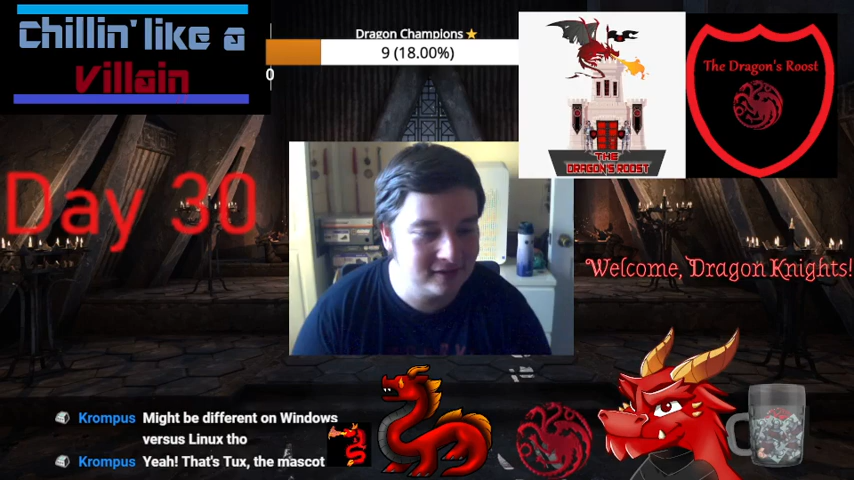 Chillin' like a
Villain
Dragon Champions
9 (18.00%)
0
THE
DRAGON'S ROOST
The Dragon's Roost
Day 30
Welcome, Dragon Knights!
Krompus Might be different on Windows
versus Linux tho
Krompus Yeah! That's Tux, the mascot